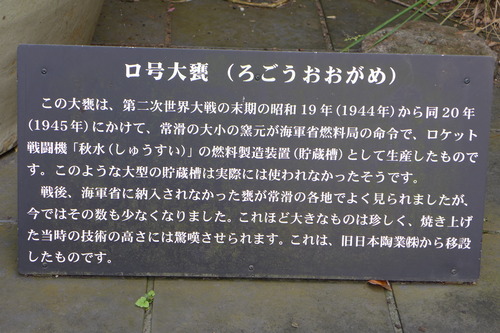 ロ号大甕（ろごうおおがめ）
この大甕は、第二次世界大戦の末期の昭和19年（1944年）から同20年
（1945年）にかけて、常滑の大小の窯元が海軍省燃料局の命令で、ロケット
戦闘機「秋水（しゅうすい）」の燃料製造装置（貯蔵槽）として生産したもので
す。このような大型の貯蔵槽は実際には使われなかったそうです。
戦後、海軍省に納入されなかった甕が常滑の各地でよく見られましたが、
今ではその数も少なくなりました。これほど大きなものは珍しく、焼き上げ
た当時の技術の高さには驚嘆させられます。これは、旧日本陶業㈱から移設
したものです。